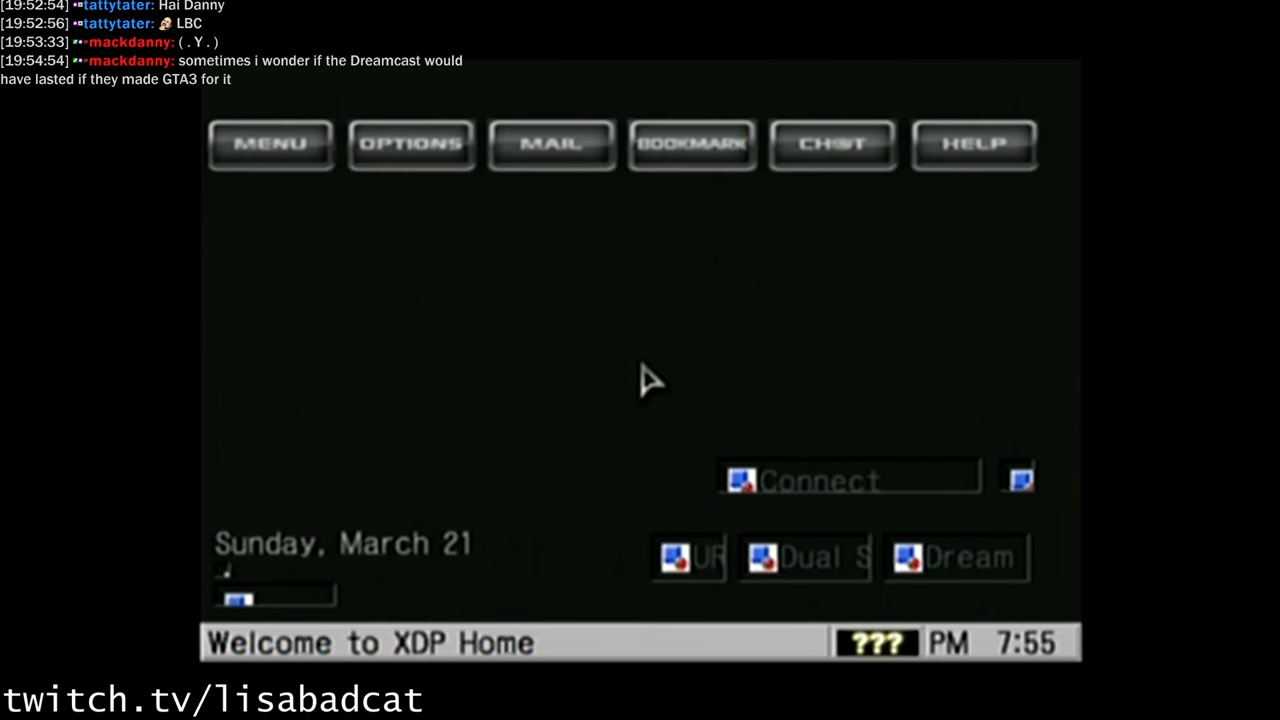 [19:52:54] tattytater: Hai Danny
[19:52:56] tattytater: LBC
[19:53:33] mackdanny: (.Y.)
[19:54:54] mackdanny: sometimes i wonder if the Dreamcast would
have lasted if they made GTA3 for it
MENU OPTIONS MAIL BOOKMARK CH@T HELP
Connect
Sunday, March 21
UR Dual S Dream
Welcome to XDP Home ??? PM 7:55
twitch.tv/lisabadcat